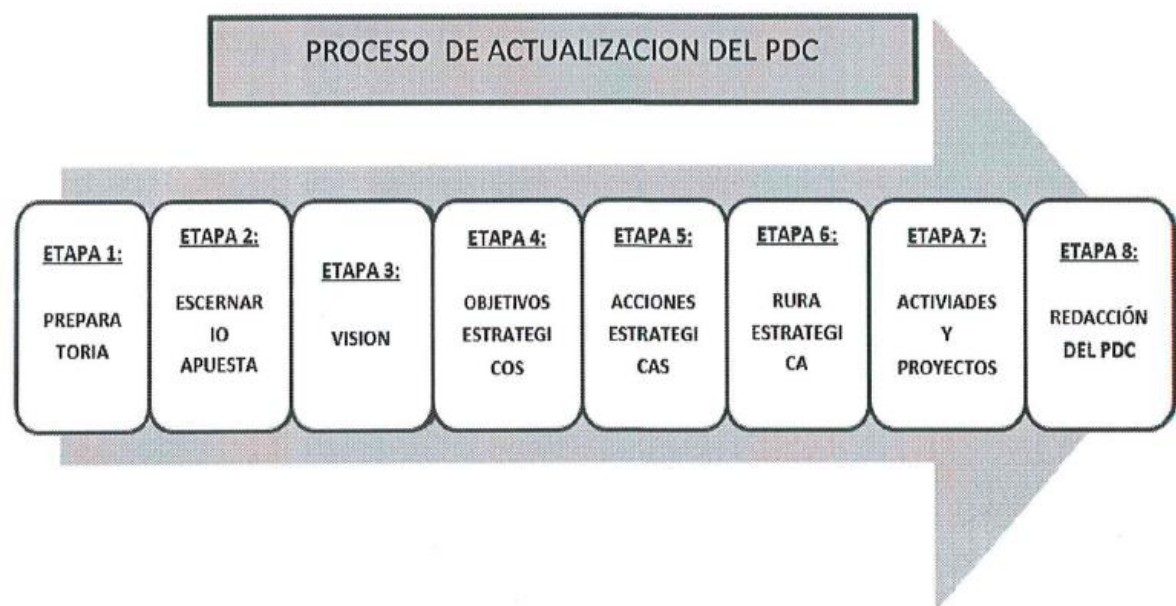 PROCESO DE ACTUALIZACION DEL PDC
ETAPA 1:
PREPARA
TORIA
ETAPA 2:
ESCERNAR
IO
APUESTA
ETAPA 3:
VISION
ETAPA 4:
OBJETIVOS
ESTRATEGI
COS
ETAPA 5:
ACCIONES
ESTRATEGI
CAS
ETAPA 6:
RURA
ESTRATEGI
CA
ETAPA 7:
ACTIVIADES
Y
PROYECTOS
ETAPA 8:
REDACCIÓN
DEL PDC